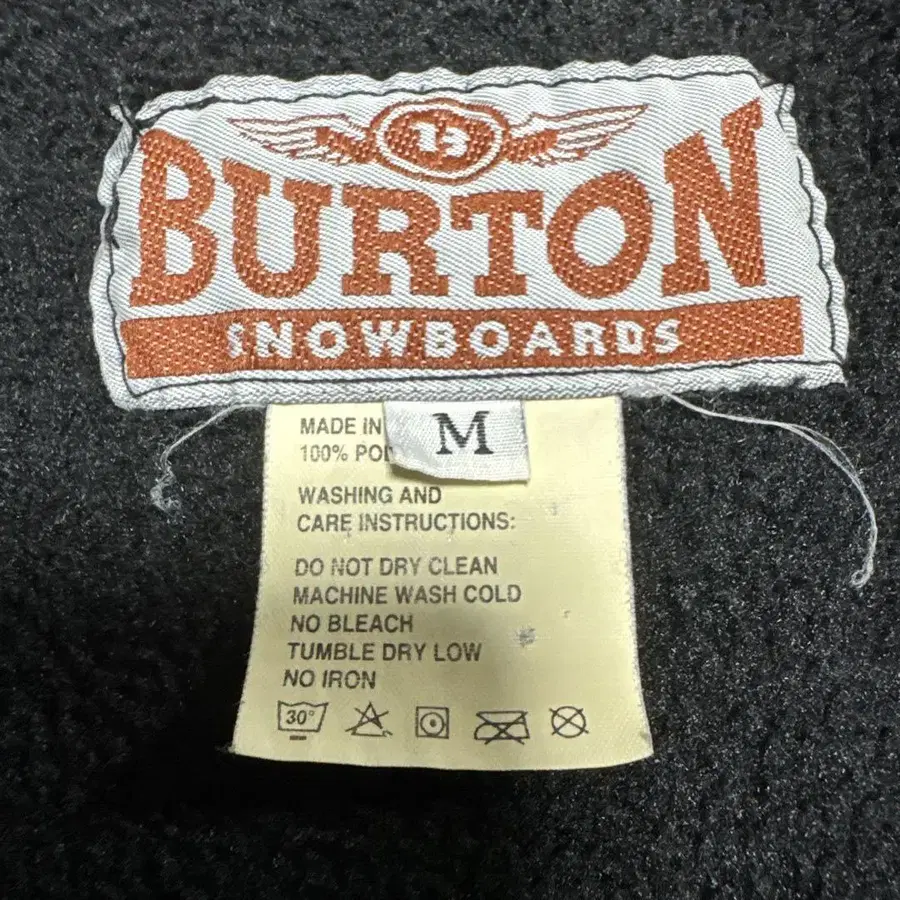 BURTON
SNOWBOARDS
M
MADE IN
100%
WASHING AND
CARE INSTRUCTIONS:
DO NOT DRY CLEAN
MACHINE WASH COLD
NO BLEACH
TUMBLE DRY LOW
NO IRON
30°